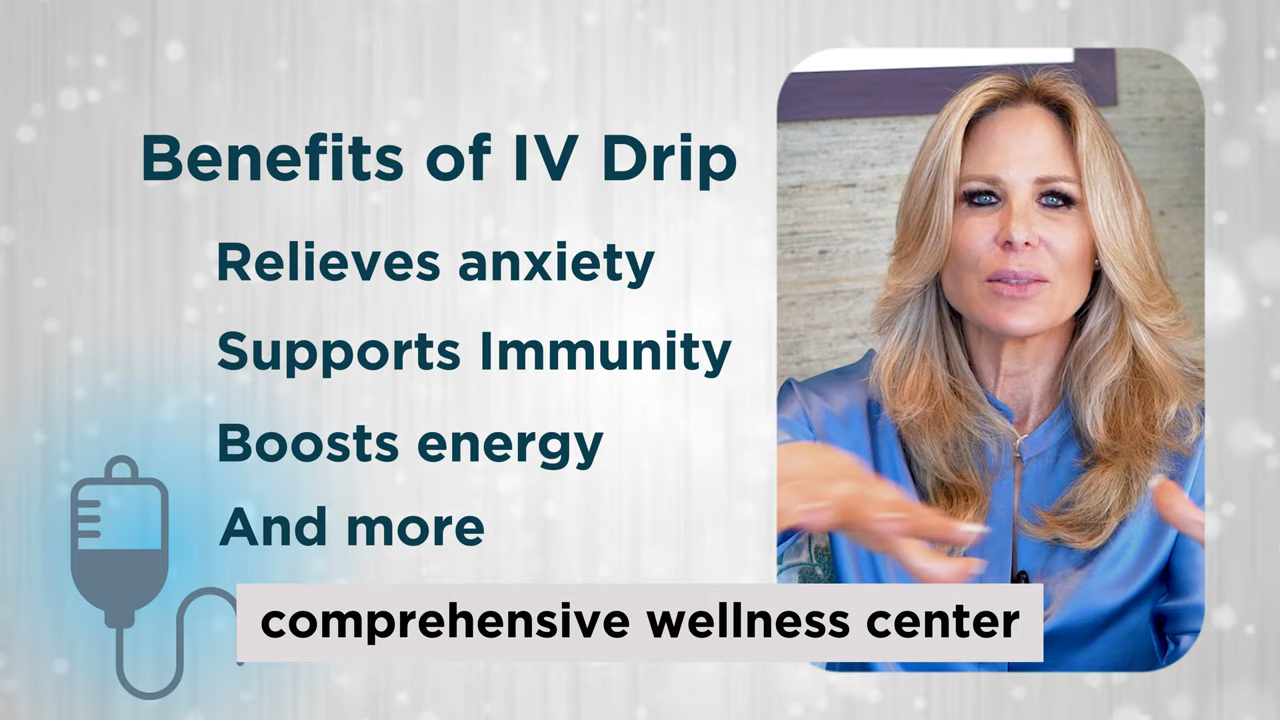 Benefits of IV Drip
Relieves anxiety
Supports Immunity
Boosts energy
And more
comprehensive wellness center